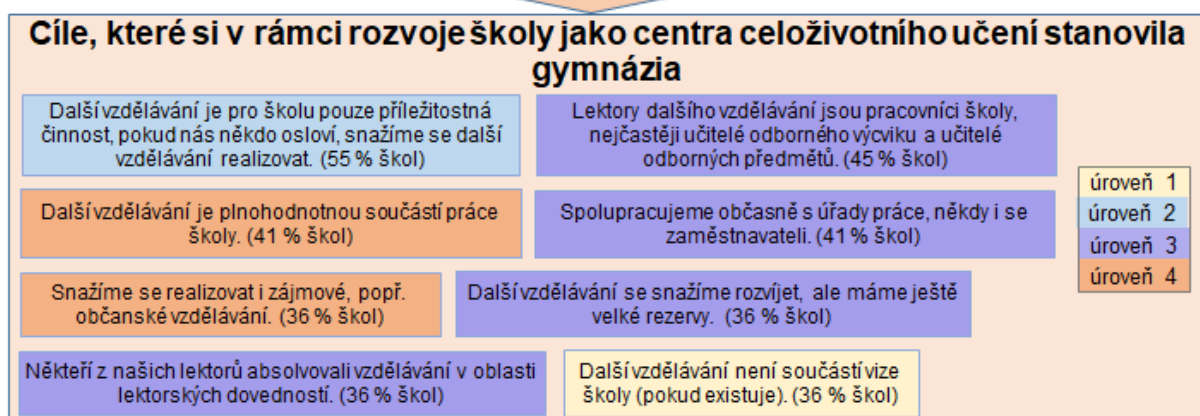 Cíle, které si v rámci rozvoje školy jako centra celoživotního učení stanovila
gymnázia
Další vzdělávání je pro školu pouze příležitostná
činnost, pokud nás někdo osloví, snažíme se další
vzdělávání realizovat. (55 % škol)
Lektory dalšího vzdělávání jsou pracovníci školy,
nejčastěji učitelé odborného výcviku a učitelé
odborných předmětů. (45 % škol)
Další vzdělávání je plnohodnotnou součástí práce
školy. (41 % škol)
Spolupracujeme občasně s úřady práce, někdy i se
zaměstnavateli. (41 % škol)
Snažíme se realizovat i zájmové, popř.
občanské vzdělávání. (36 % škol)
Další vzdělávání se snažíme rozvíjet, ale máme ještě
velké rezervy. (36 % škol)
Někteří z našich lektorů absolvovali vzdělávání v oblasti
lektorských dovedností. (36 % škol)
Další vzdělávání není součástí vize
školy (pokud existuje). (36 % škol)
úroveň 1
úroveň 2
úroveň 3
úroveň 4